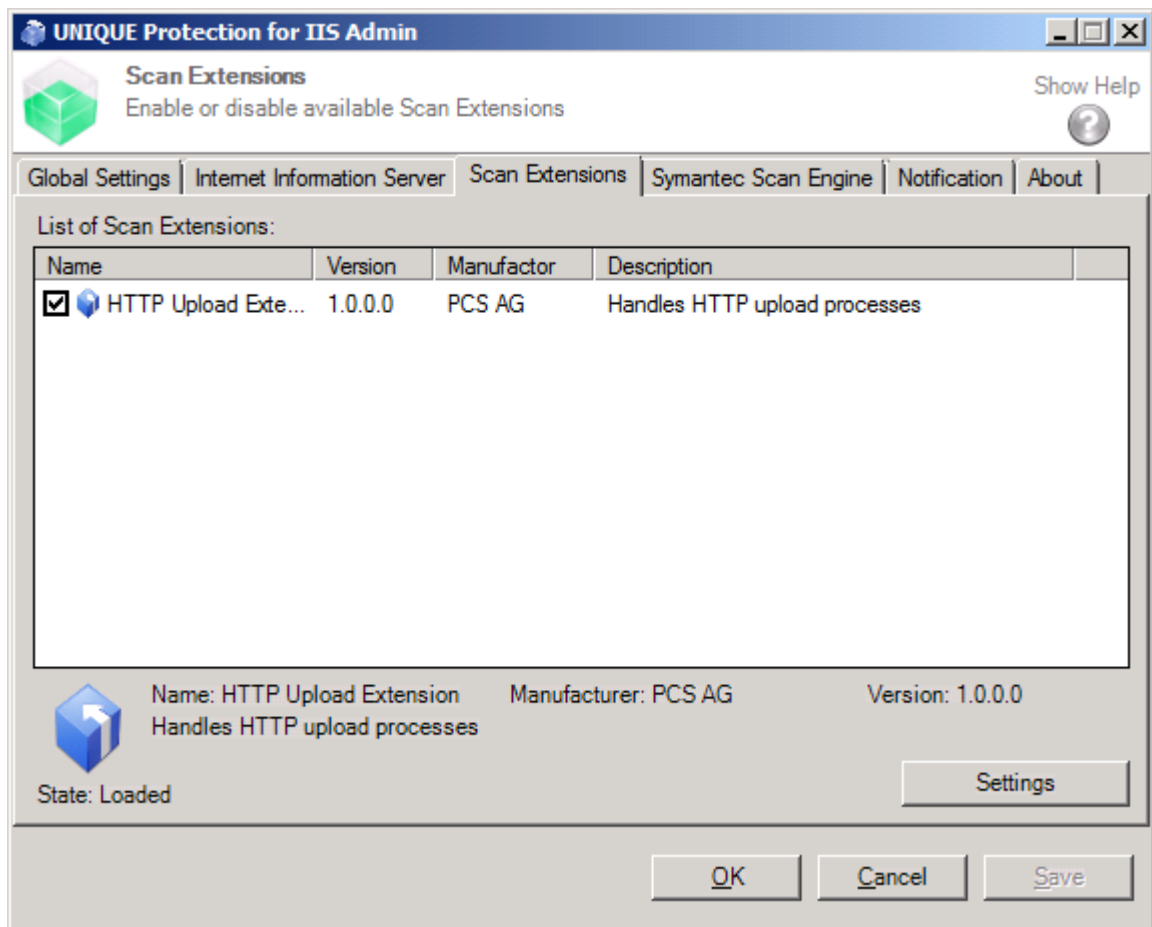 UNIQUE Protection for IIS Admin
Scan Extensions
Enable or disable available Scan Extensions
Show Help
?
Global Settings Internet Information Server Scan Extensions Symantec Scan Engine Notification About
List of Scan Extensions:
Name Version Manufactor Description
HTTP Upload Exte... 1.0.0.0 PCS AG Handles HTTP upload processes
Name: HTTP Upload Extension Manufacturer: PCS AG Version: 1.0.0.0
Handles HTTP upload processes
State: Loaded
Settings
OK Cancel Save